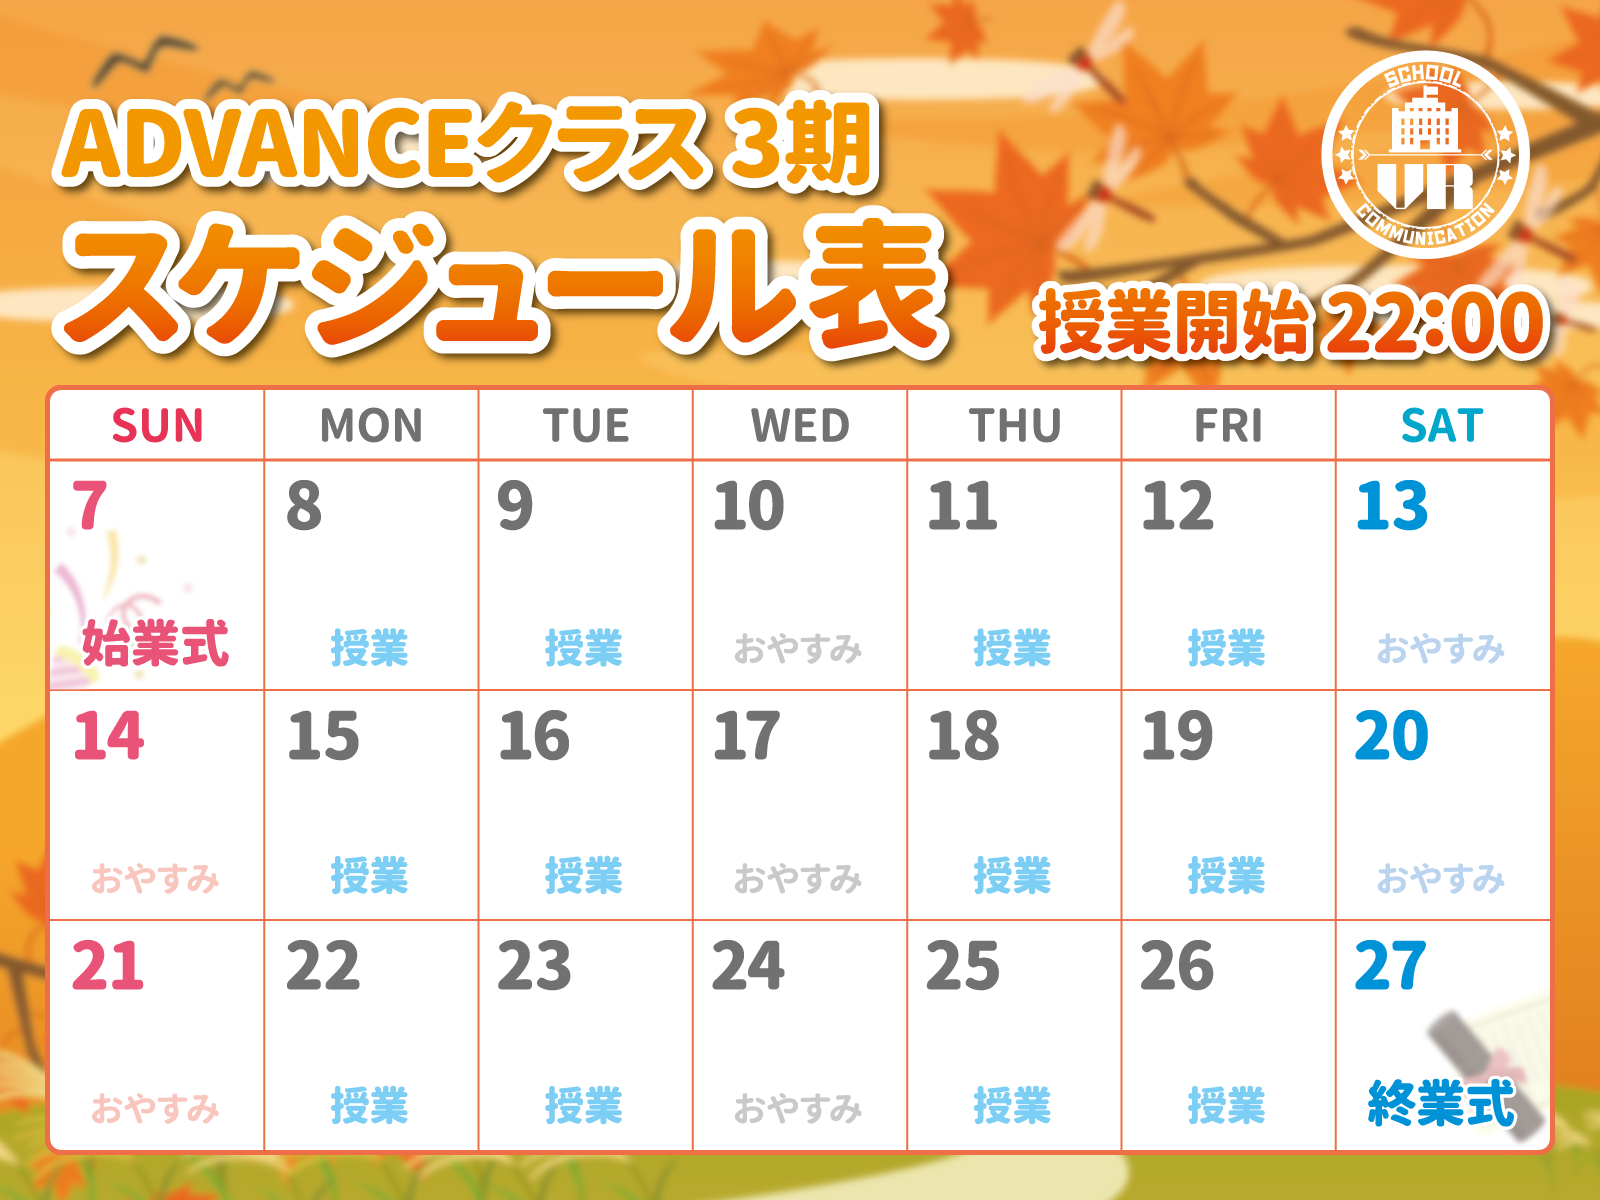 ADVANCEクラス 3期
スケジュール表
SCHOOL
VR
COMMUNICATION
授業開始 22:00
SUN MON TUE WED THU FRI SAT
7 8 9 10 11 12 13
始業式 授業 授業 おやすみ 授業 授業 おやすみ
14 15 16 17 18 19 20
おやすみ 授業 授業 おやすみ 授業 授業 おやすみ
21 22 23 24 25 26 27
おやすみ 授業 授業 おやすみ 授業 授業 終業式